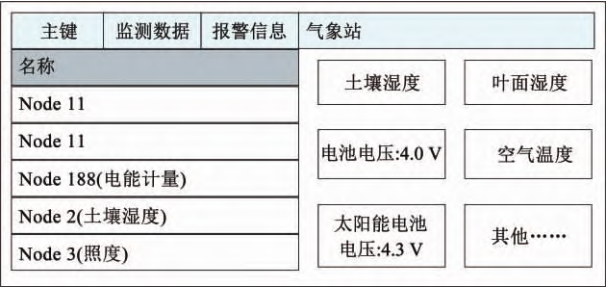 主键 监测数据 报警信息 气象站
名称
Node 11
Node 11
Node 188(电能计量)
Node 2(土壤湿度)
Node 3(照度)
土壤湿度 叶面湿度
电池电压:4.0 V 空气温度
太阳能电池
电压:4.3 V
其他……